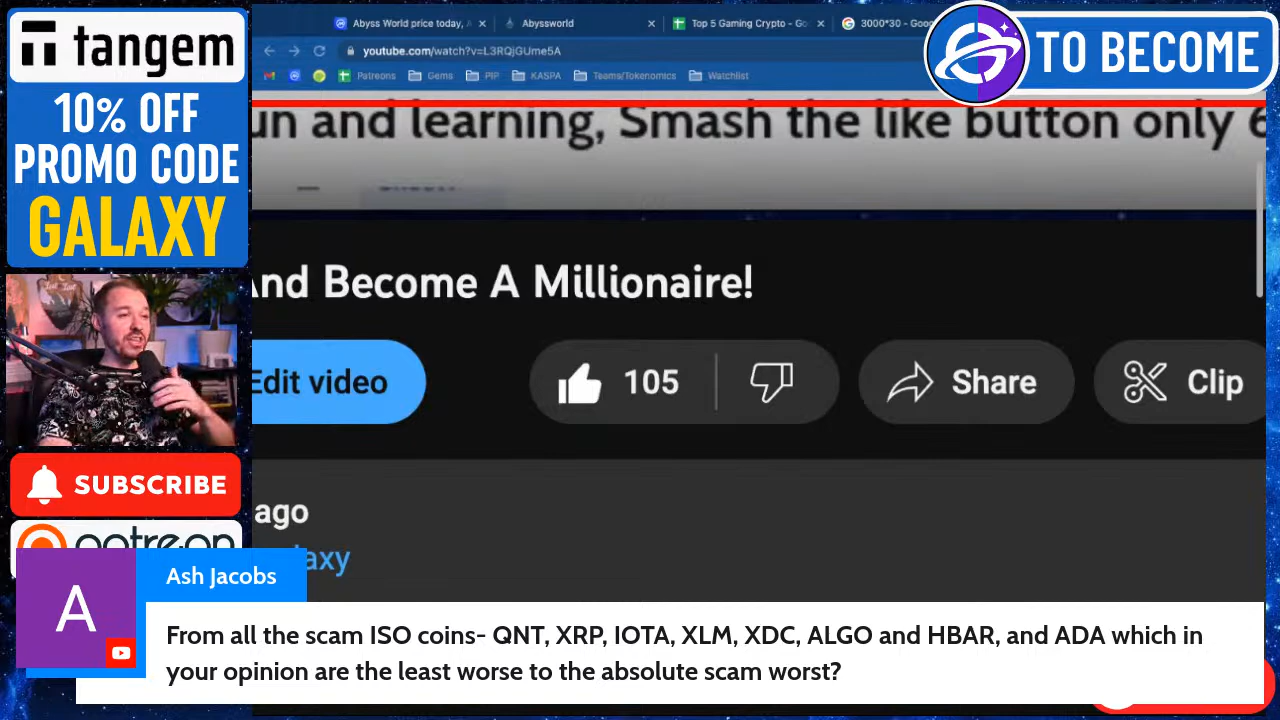 tangem
10% OFF
PROMO CODE
GALAXY
Abyss World price today,
Abyssworld
Top 5 Gaming Crypto - Go
3000*30 - Goog
youtube.com/watch?v=L3RQjGUme5A
Patreons
Gems
PIP
KASPA
Teams/Tokenomics
Watchlist
TO BECOME
un and learning, Smash the like button only 6
And Become A Millionaire!
Edit video
105
Share
Clip
ago
laxy
SUBSCRIBE
patreon
A
Ash Jacobs
From all the scam ISO coins- QNT, XRP, IOTA, XLM, XDC, ALGO and HBAR, and ADA which in
your opinion are the least worse to the absolute scam worst?